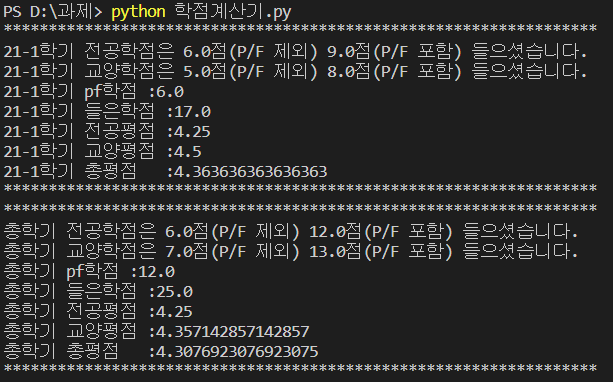 PS D:\과제> python 학점계산기.py
******************************************************************
21-1학기 전공학점은 6.0점(P/F 제외) 9.0점(P/F 포함) 들으셨습니다.
21-1학기 교양학점은 5.0점(P/F 제외) 8.0점(P/F 포함) 들으셨습니다.
21-1학기 pf학점 :6.0
21-1학기 들은학점 :17.0
21-1학기 전공평점 :4.25
21-1학기 교양평점 :4.5
21-1학기 총평점 :4.363636363636363
******************************************************************
******************************************************************
총학기 전공학점은 6.0점(P/F 제외) 12.0점(P/F 포함) 들으셨습니다.
총학기 교양학점은 7.0점(P/F 제외) 13.0점(P/F 포함) 들으셨습니다.
총학기 pf학점 :12.0
총학기 들은학점 :25.0
총학기 전공평점 :4.25
총학기 교양평점 :4.357142857142857
총학기 총평점 :4.3076923076923075
******************************************************************